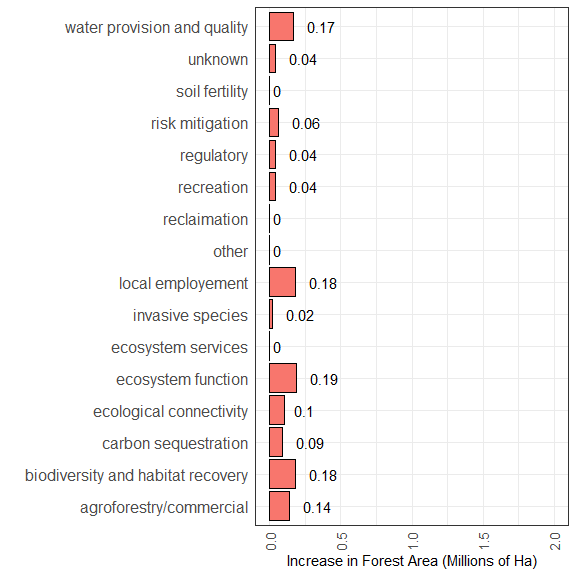 water provision and quality 0.17
unknown 0.04
soil fertility 0
risk mitigation 0.06
regulatory 0.04
recreation 0.04
reclaimation 0
other 0
local employement 0.18
invasive species 0.02
ecosystem services 0
ecosystem function 0.19
ecological connectivity 0.1
carbon sequestration 0.09
biodiversity and habitat recovery 0.18
agroforestry/commercial 0.14
0.0 0.5 1.0 1.5 2.0
Increase in Forest Area (Millions of Ha)